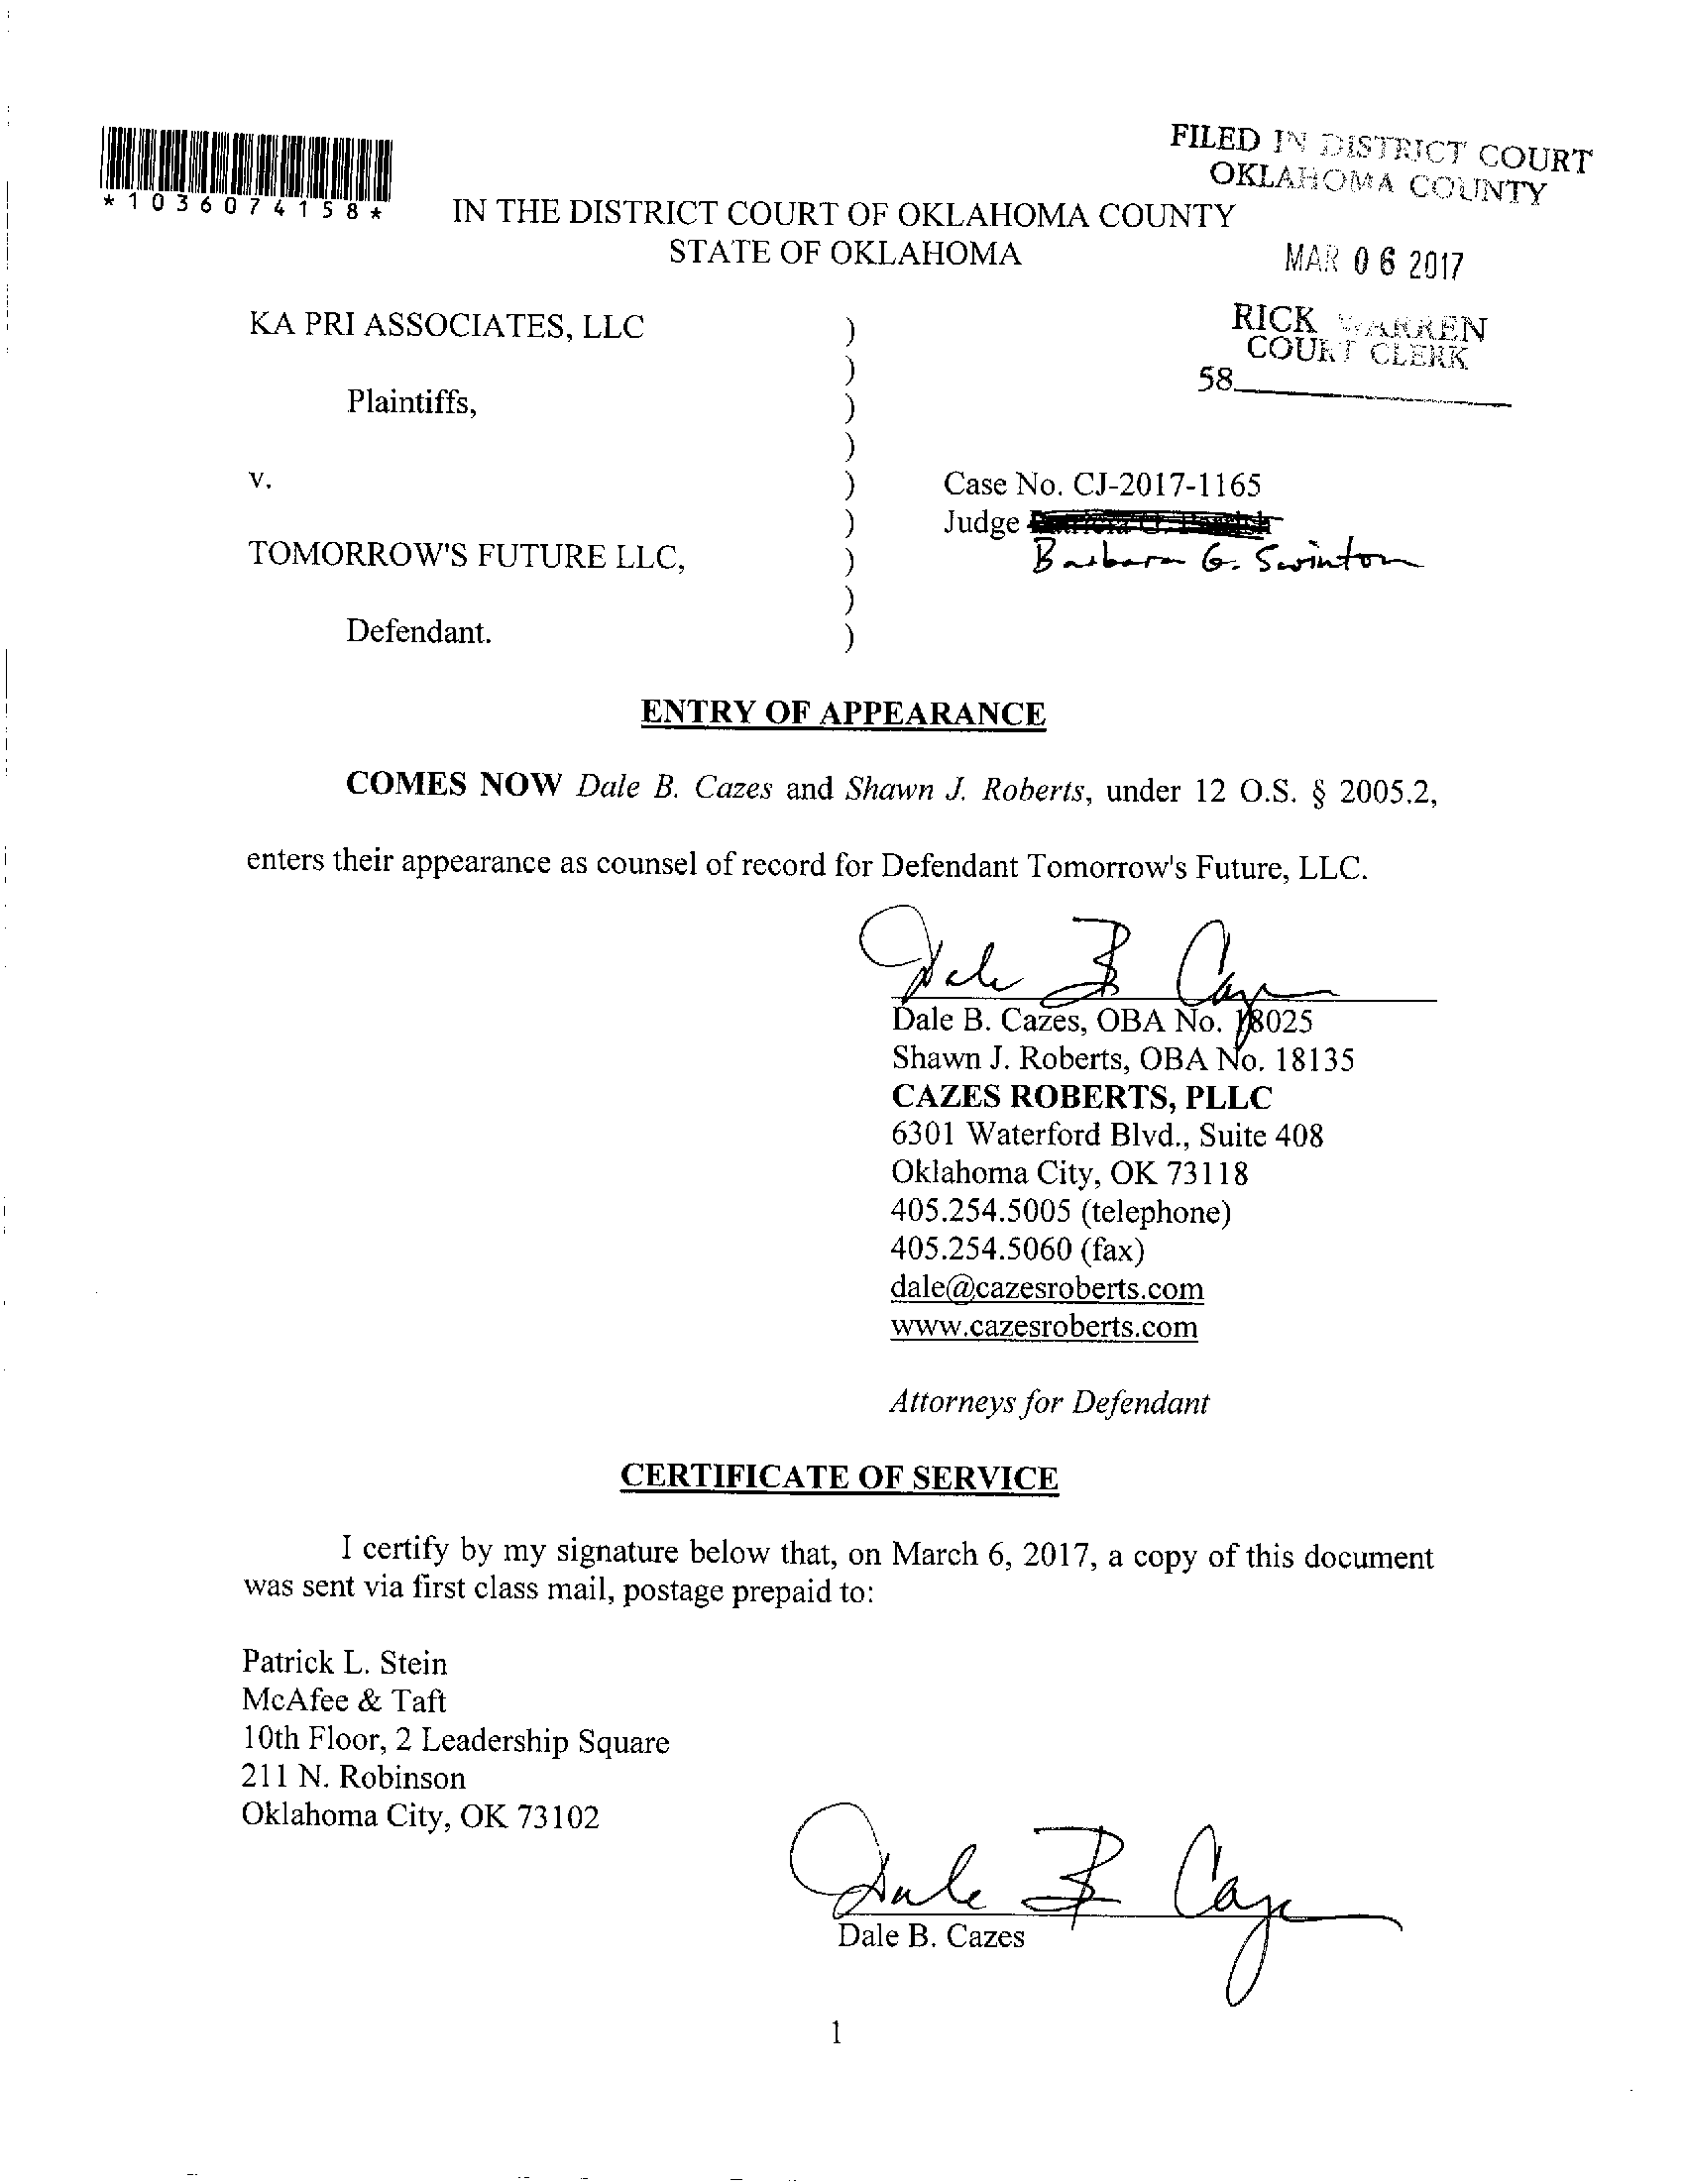 *1036074158*
FILED IN DISTRICT COURT
OKLAHOMA COUNTY
IN THE DISTRICT COURT OF OKLAHOMA COUNTY
STATE OF OKLAHOMA
MAR 06 2017
RICK WARREN
COURT CLERK
58
KA PRI ASSOCIATES, LLC )
)
Plaintiffs, )
)
v. ) Case No. CJ-2017-1165
) Judge
TOMORROW'S FUTURE LLC, ) Barbara G. Swinton
)
Defendant. )
ENTRY OF APPEARANCE
COMES NOW Dale B. Cazes and Shawn J. Roberts, under 12 O.S. § 2005.2,
enters their appearance as counsel of record for Defendant Tomorrow's Future, LLC.
Dale B Cazes
Dale B. Cazes, OBA No. 18025
Shawn J. Roberts, OBA No. 18135
CAZES ROBERTS, PLLC
6301 Waterford Blvd., Suite 408
Oklahoma City, OK 73118
405.254.5005 (telephone)
405.254.5060 (fax)
dale@cazesroberts.com
www.cazesroberts.com
Attorneys for Defendant
CERTIFICATE OF SERVICE
I certify by my signature below that, on March 6, 2017, a copy of this document
was sent via first class mail, postage prepaid to:
Patrick L. Stein
McAfee & Taft
10th Floor, 2 Leadership Square
211 N. Robinson
Oklahoma City, OK 73102
Dale B Cazes
Dale B. Cazes
1